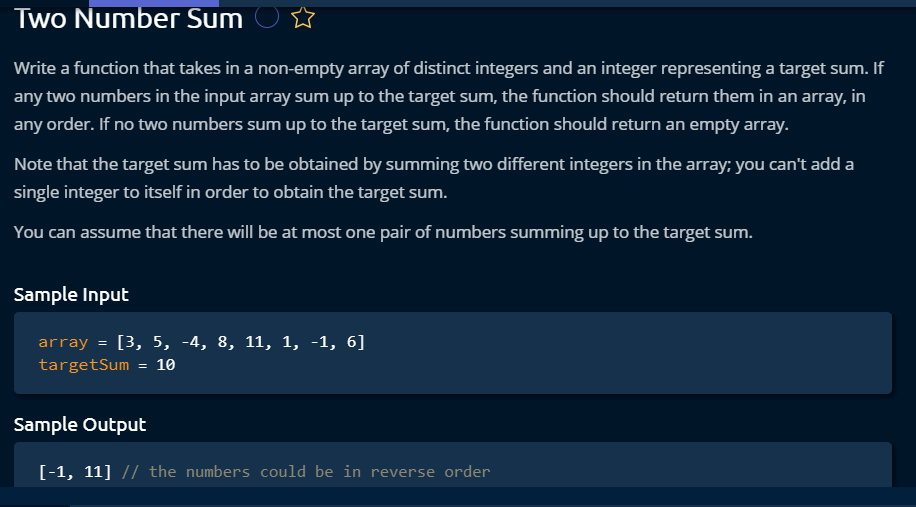 Two Number Sum
Write a function that takes in a non-empty array of distinct integers and an integer representing a target sum. If
any two numbers in the input array sum up to the target sum, the function should return them in an array, in
any order. If no two numbers sum up to the target sum, the function should return an empty array.
Note that the target sum has to be obtained by summing two different integers in the array; you can't add a
single integer to itself in order to obtain the target sum.
You can assume that there will be at most one pair of numbers summing up to the target sum.
Sample Input
array = [3, 5, -4, 8, 11, 1, -1, 6]
targetSum = 10
Sample Output
[-1, 11] // the numbers could be in reverse order